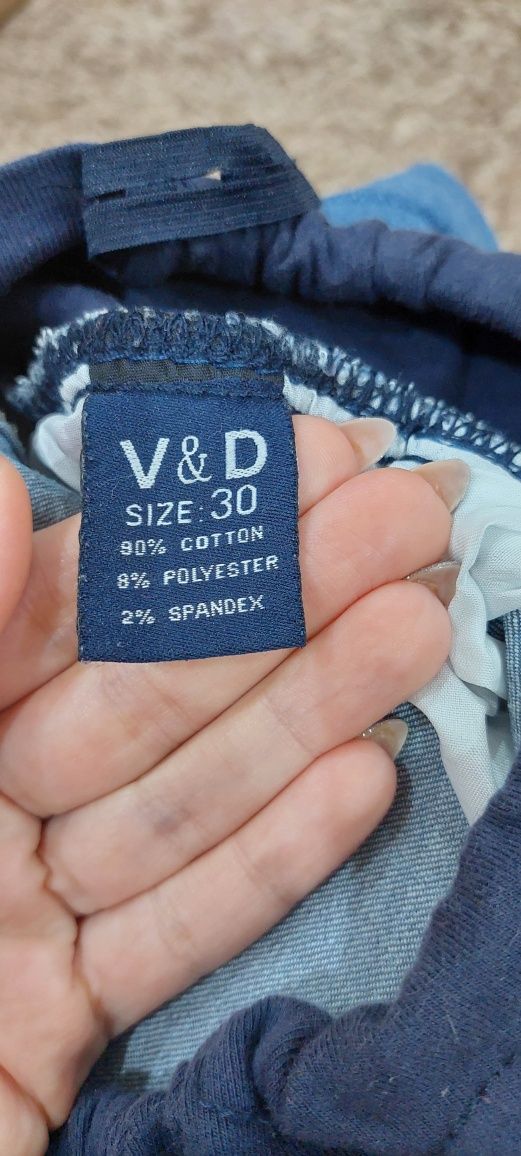 V&D
SIZE: 30
90% COTTON
8% POLYESTER
2% SPANDEX